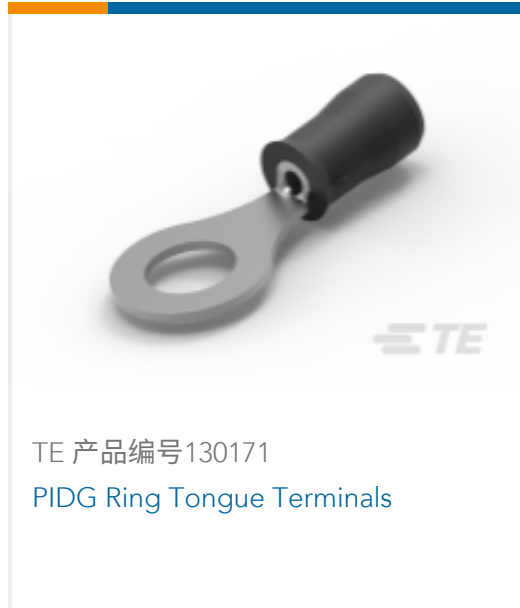 TE
TE 产品编号130171
PIDG Ring Tongue Terminals